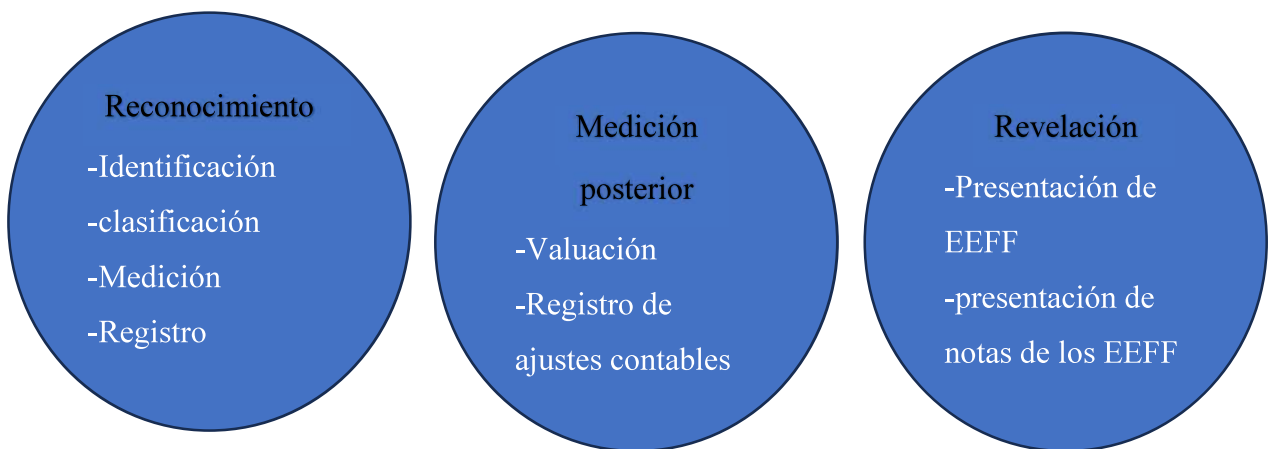 Reconocimiento
-Identificación
-clasificación
-Medición
-Registro
Medición
posterior
-Valuación
-Registro de
ajustes contables
Revelación
-Presentación de
EEFF
-presentación de
notas de los EEFF